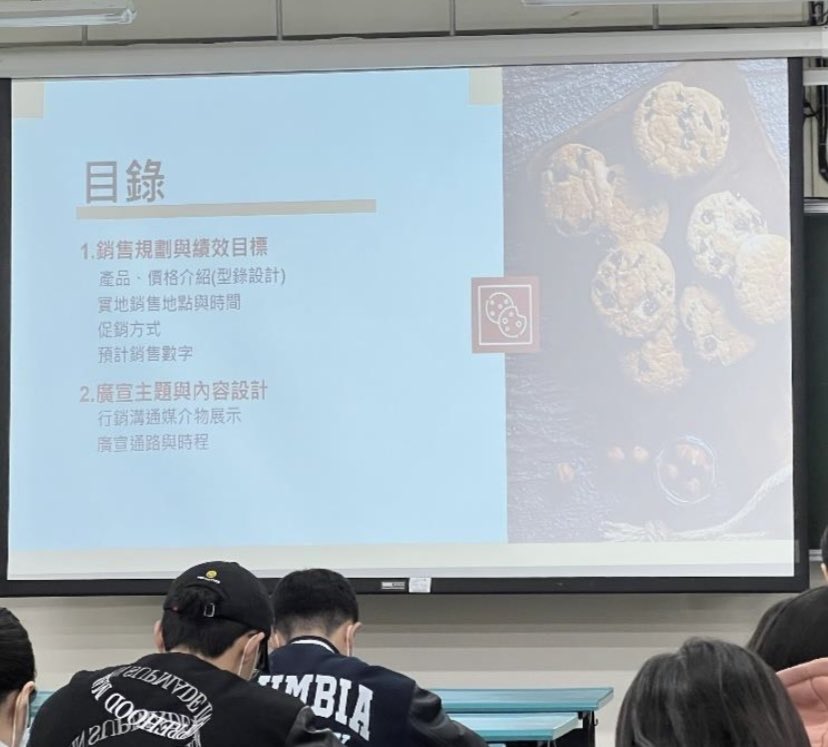 目錄
1.銷售規劃與績效目標
產品、價格介紹(型錄設計)
實地銷售地點與時間
促銷方式
預計銷售數字
2.廣宣主題與內容設計
行銷溝通媒介物展示
廣宣通路與時程
UMBIA